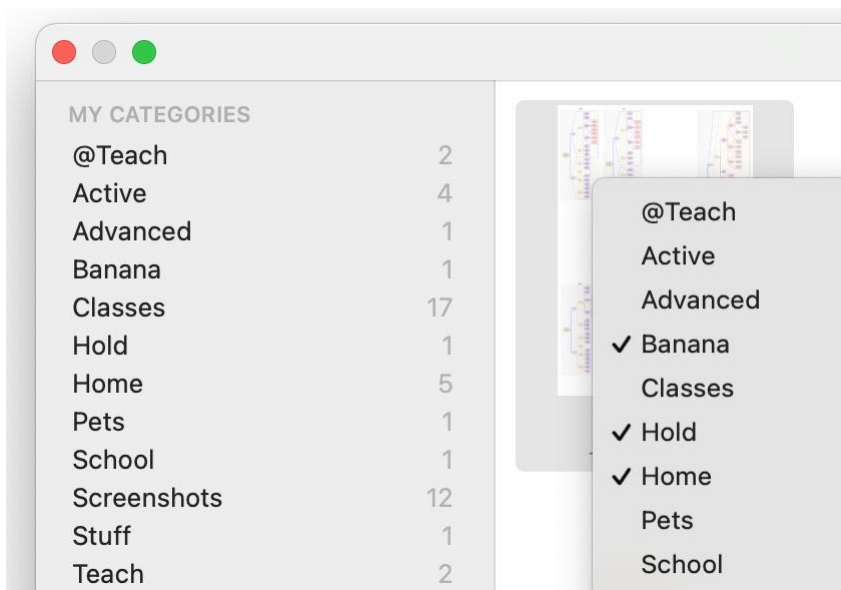 MY CATEGORIES
@Teach 2
Active 4
Advanced 1
Banana 1
Classes 17
Hold 1
Home 5
Pets 1
School 1
Screenshots 12
Stuff 1
Teach 2
@Teach
Active
Advanced
✓ Banana
Classes
✓ Hold
✓ Home
Pets
School